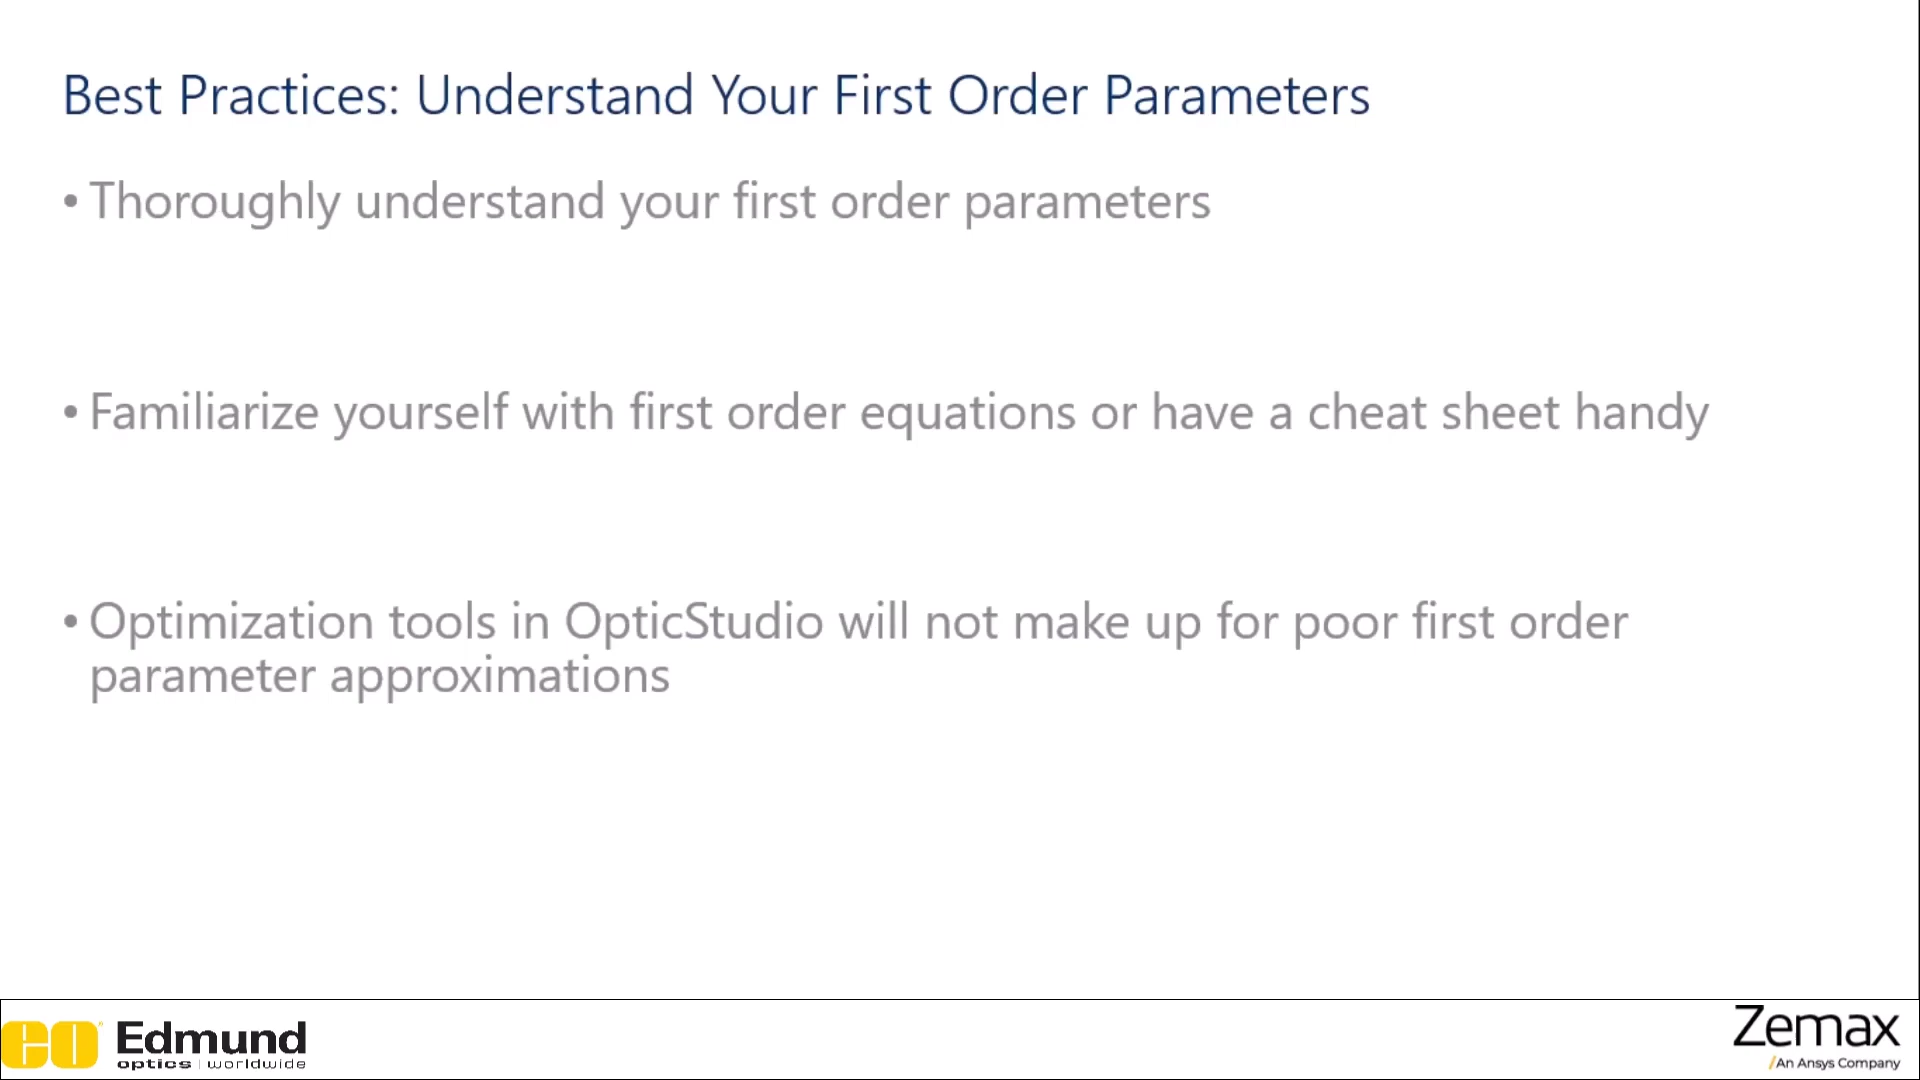 Best Practices: Understand Your First Order Parameters
• Thoroughly understand your first order parameters
• Familiarize yourself with first order equations or have a cheat sheet handy
• Optimization tools in OpticStudio will not make up for poor first order
parameter approximations
EO Edmund
optics | worldwide
Zemax
/An Ansys Company